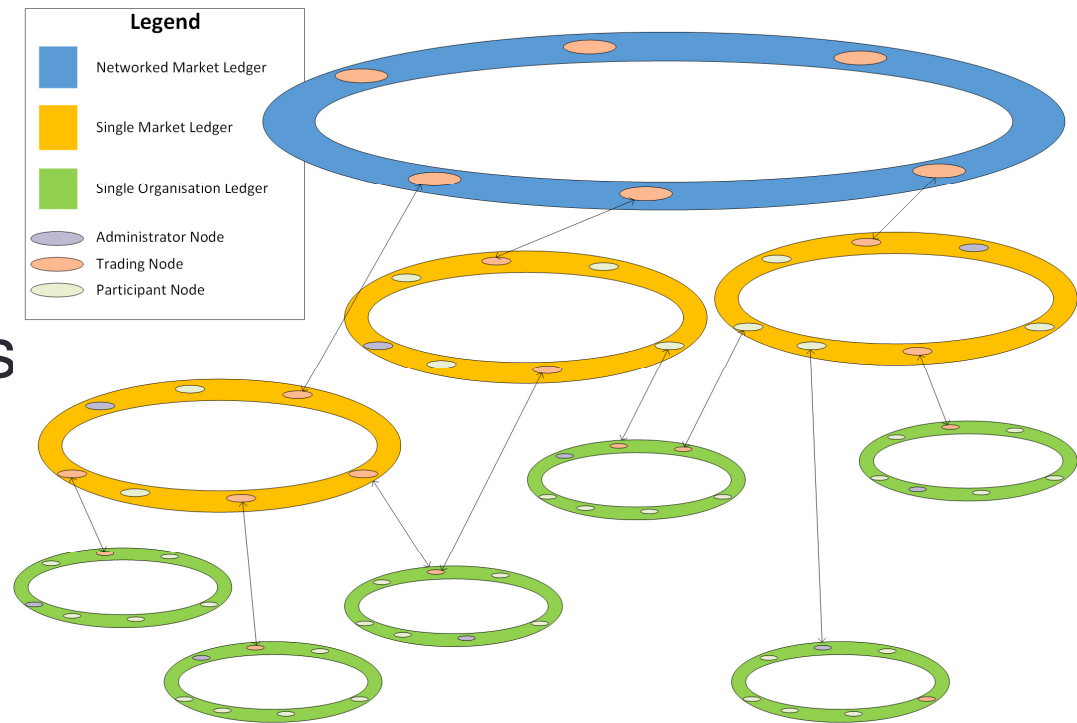 Legend
Networked Market Ledger
Single Market Ledger
Single Organisation Ledger
Administrator Node
Trading Node
Participant Node
s